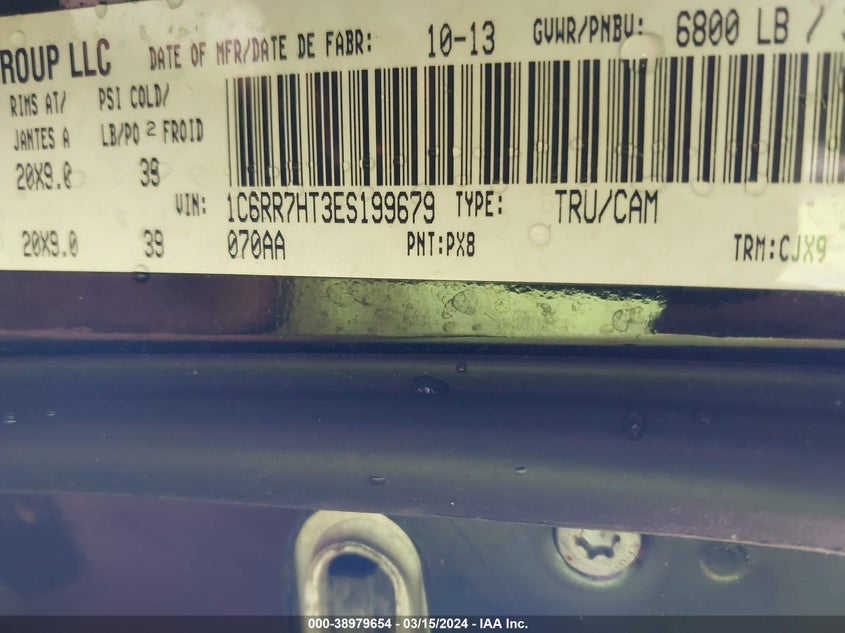 ROUP LLC DATE OF MFR/DATE DE FABR: 10-13 GVWR/PNBV: 6800 LB /
RIMS AT/ PSI COLD/
JANTES A LB/PO 2 FROID
20X9.0 39
VIN: 1C6RR7HT3ES199679 TYPE: TRU/CAM
20X9.0 39 070AA PNT:PX8 TRM:CJX9
000-38979654 - 03/15/2024 - IAA Inc.